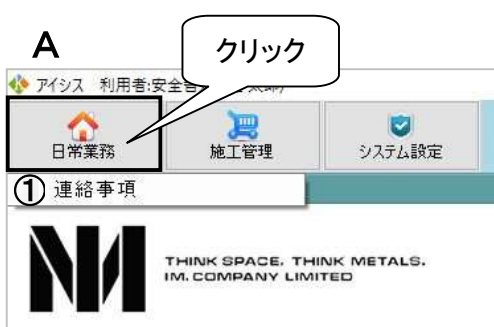 A
クリック
アイシス 利用者:安全
日常業務
施工管理
システム設定
① 連絡事項
THINK SPACE. THINK METALS.
IM. COMPANY LIMITED